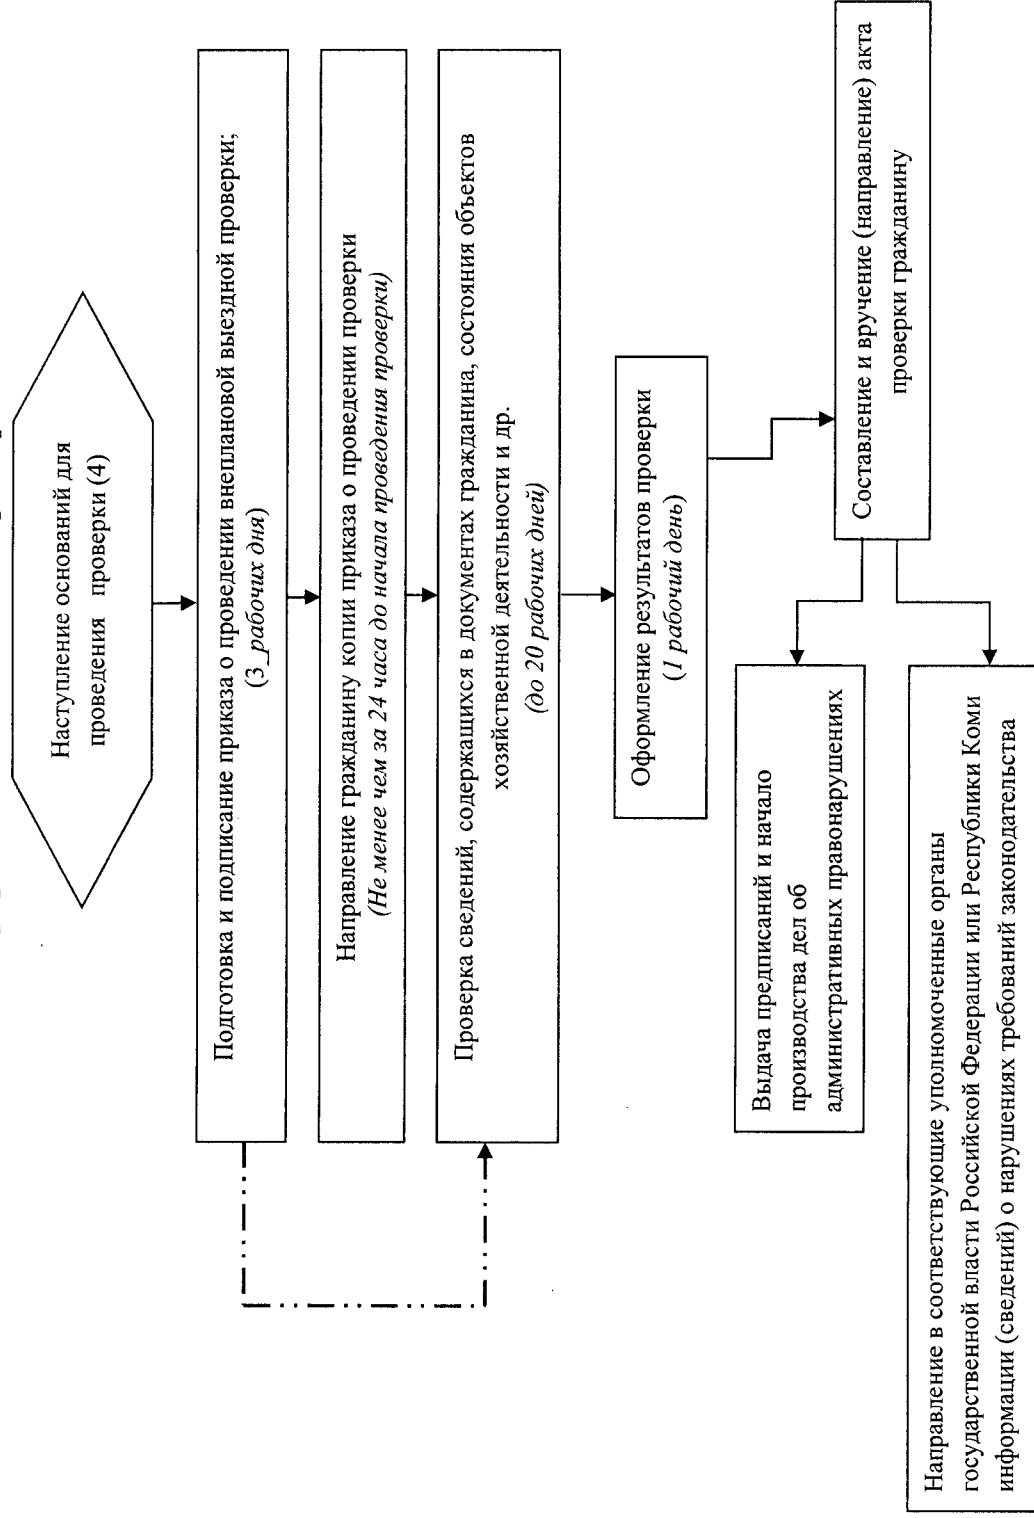 Наступление оснований для
проведения проверки (4)
Подготовка и подписание приказа о проведении внеплановой выездной проверки;
(3_рабочих дня)
Направление гражданину копии приказа о проведении проверки
(Не менее чем за 24 часа до начала проведения проверки)
Проверка сведений, содержащихся в документах гражданина, состояния объектов
хозяйственной деятельности и др.
(до 20 рабочих дней)
Оформление результатов проверки
(1 рабочий день)
Составление и вручение (направление) акта
проверки гражданину
Выдача предписаний и начало
производства дел об
административных правонарушениях
Направление в соответствующие уполномоченные органы
государственной власти Российской Федерации или Республики Коми
информации (сведений) о нарушениях требований законодательства